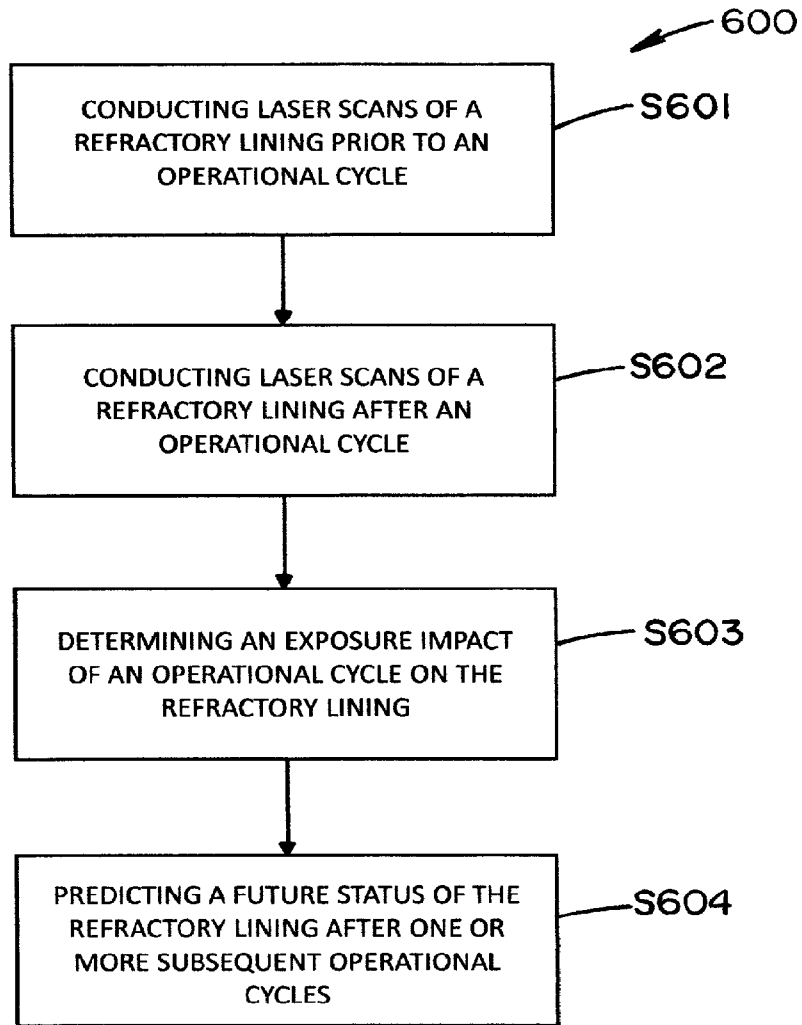 600
CONDUCTING LASER SCANS OF A
REFRACTORY LINING PRIOR TO AN
OPERATIONAL CYCLE
S601
CONDUCTING LASER SCANS OF A
REFRACTORY LINING AFTER AN
OPERATIONAL CYCLE
S602
DETERMINING AN EXPOSURE IMPACT
OF AN OPERATIONAL CYCLE ON THE
REFRACTORY LINING
S603
PREDICTING A FUTURE STATUS OF THE
REFRACTORY LINING AFTER ONE OR
MORE SUBSEQUENT OPERATIONAL
CYCLES
S604